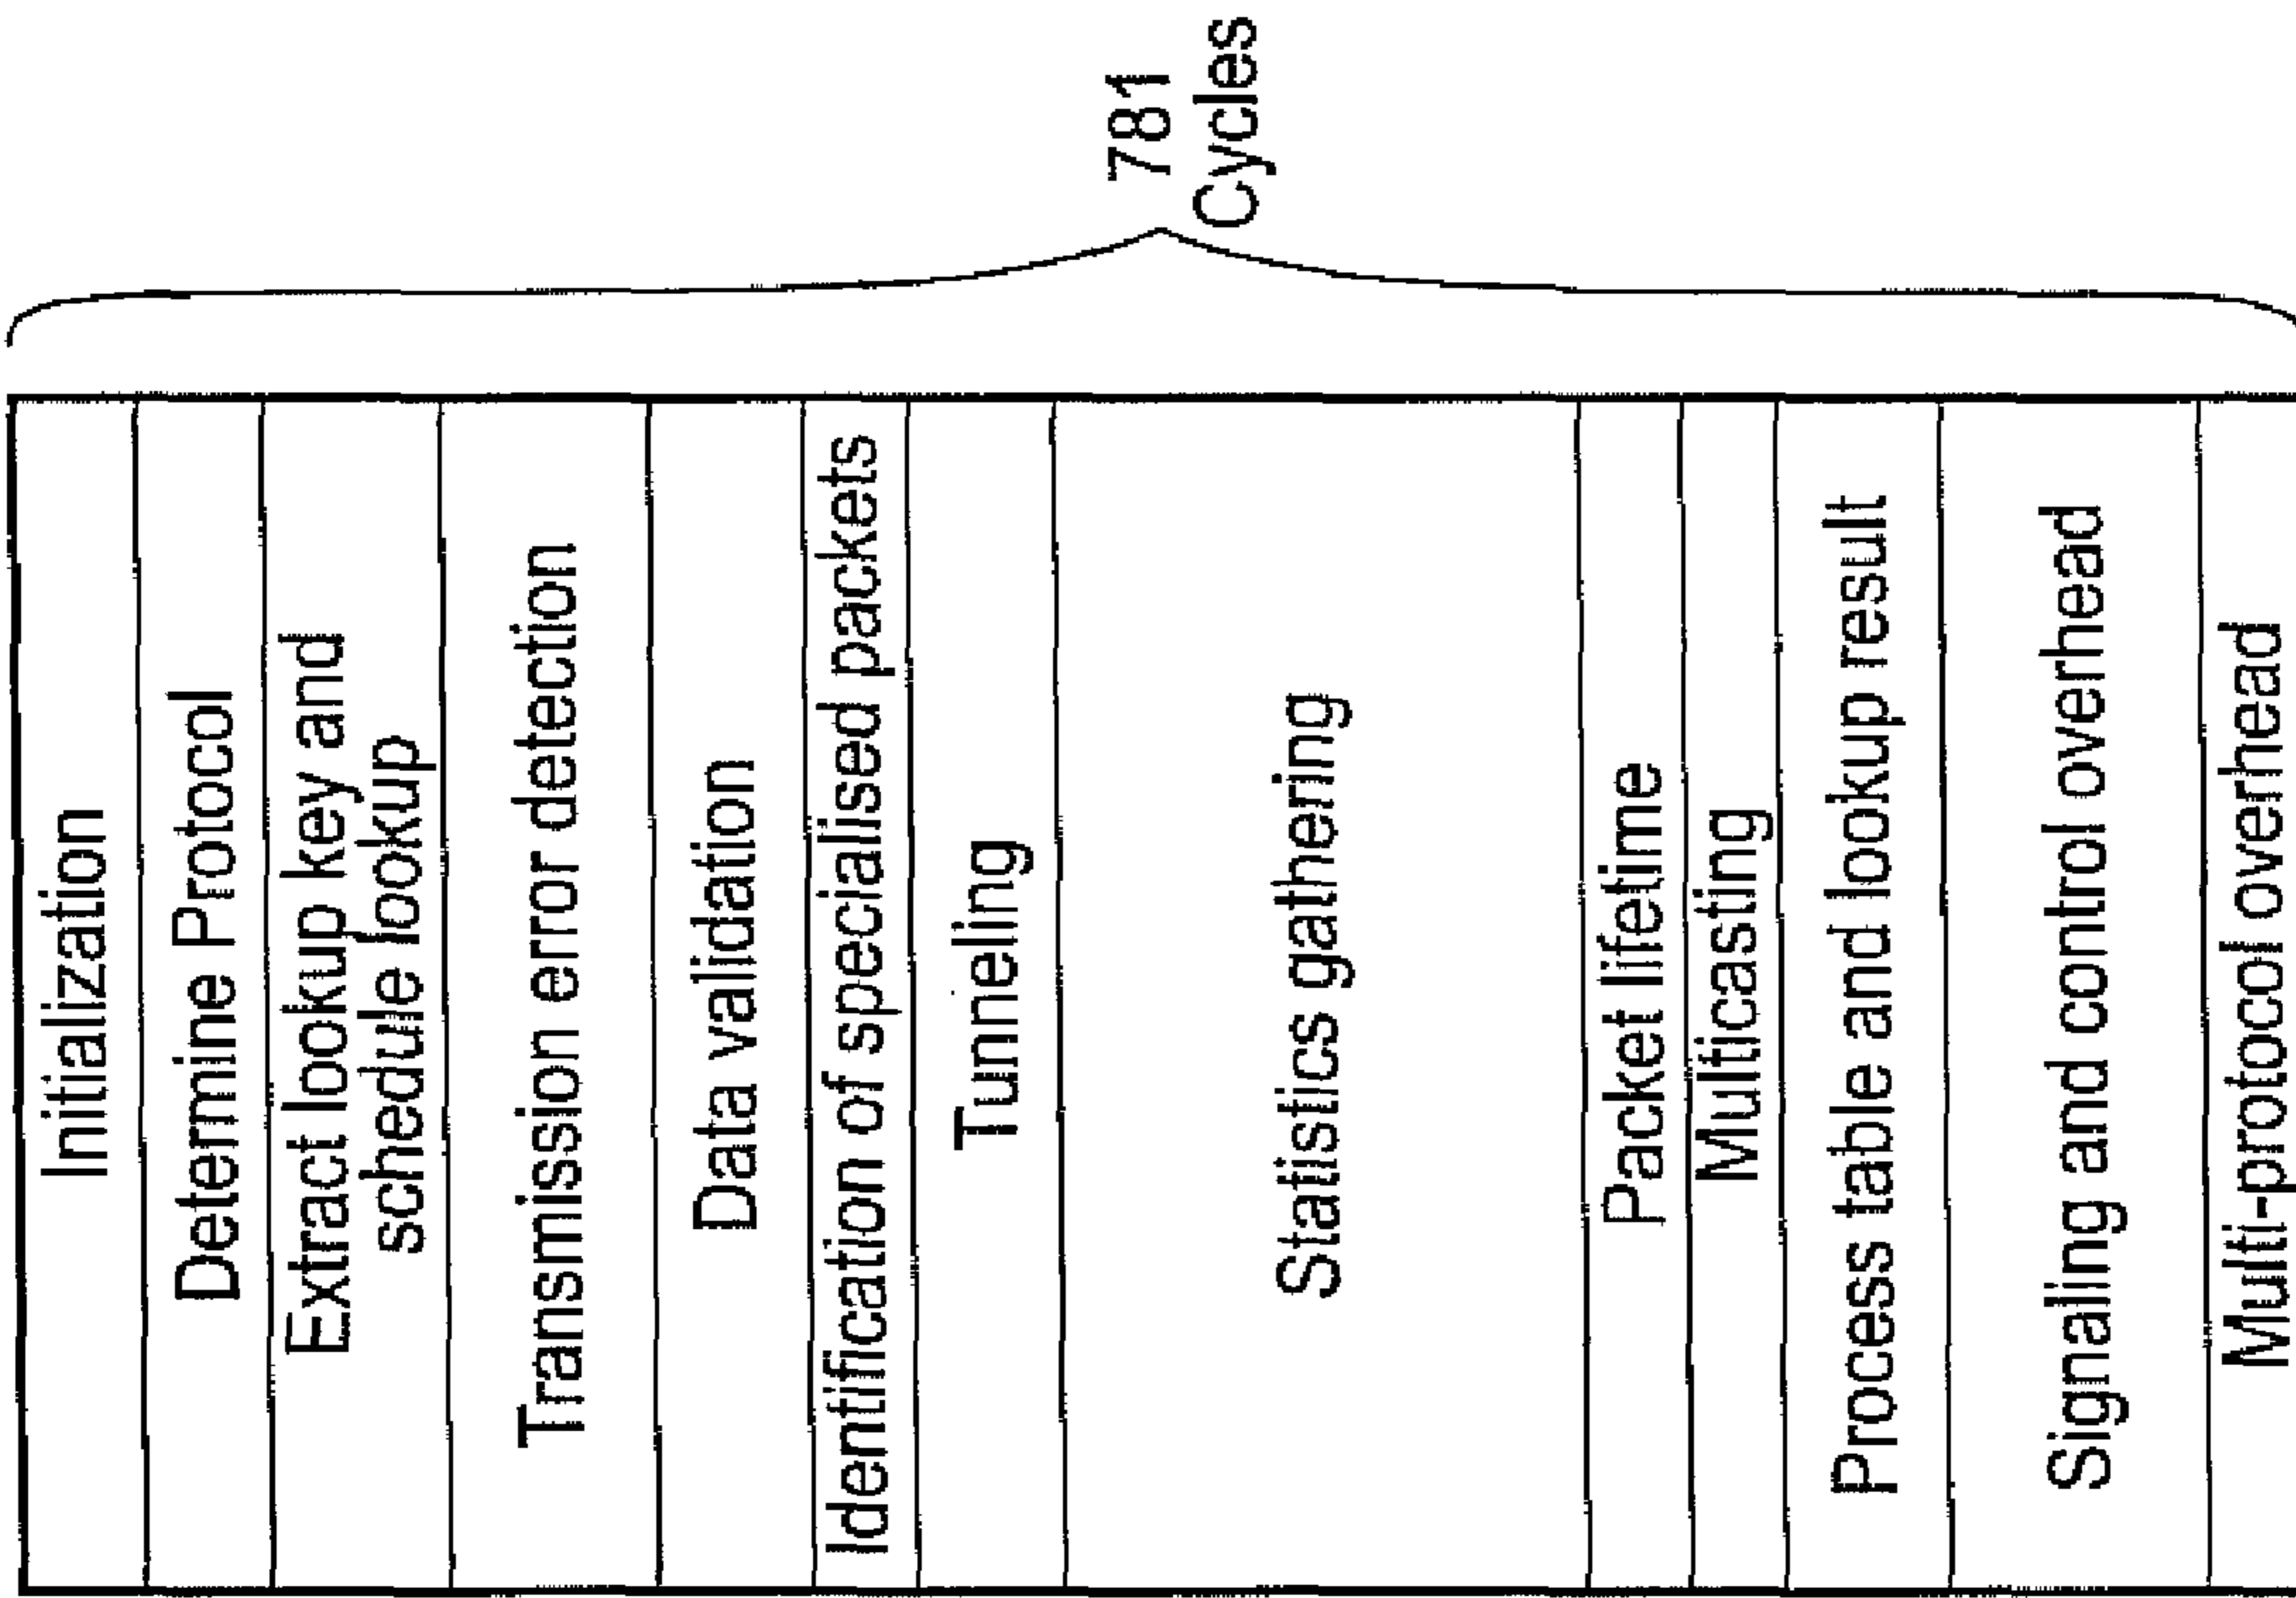 Initialization
Determine Protocol
Extract lookup key and
schedule lookup
Transmission error detection
Data validation
Identification of specialised packets
Tunneling
Statistics gathering
Packet lifetime
Multicasting
Process table and lookup result
Signalling and control overhead
Multi-protocol overhead
781
Cycles